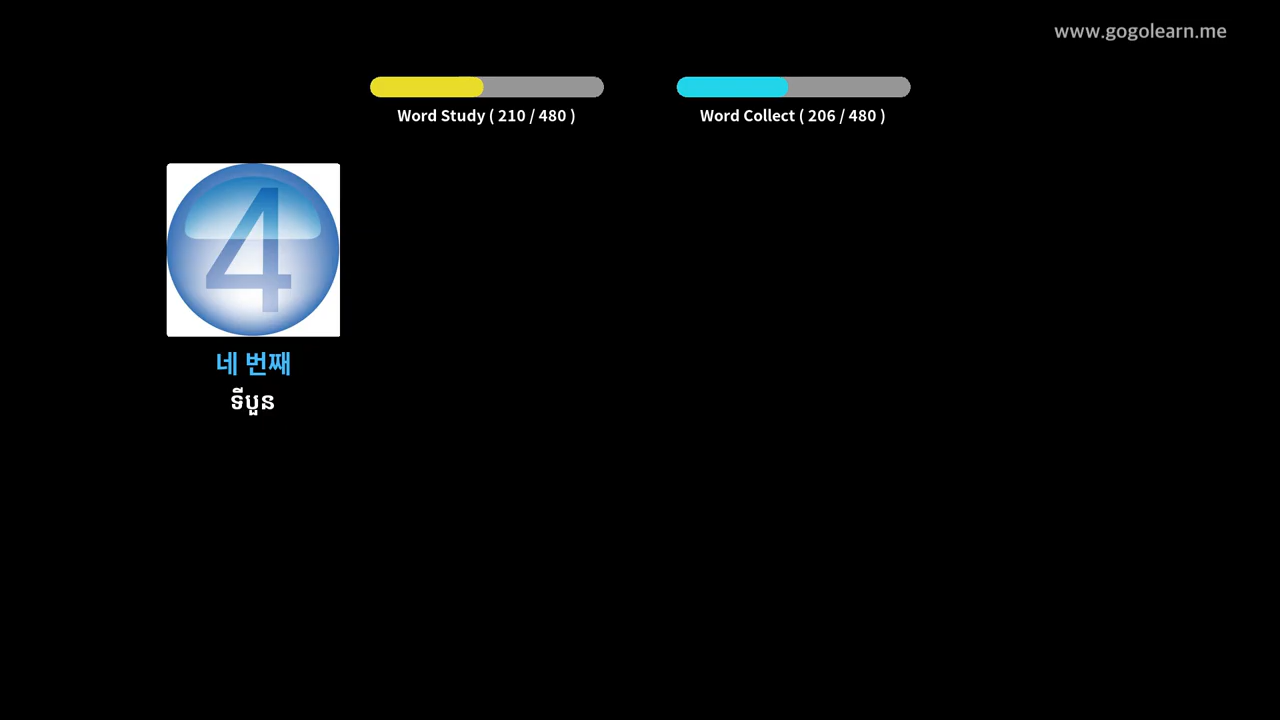 www.gogolearn.me
Word Study ( 210 / 480 )
Word Collect ( 206 / 480 )
4
네 번째
ទីបួន